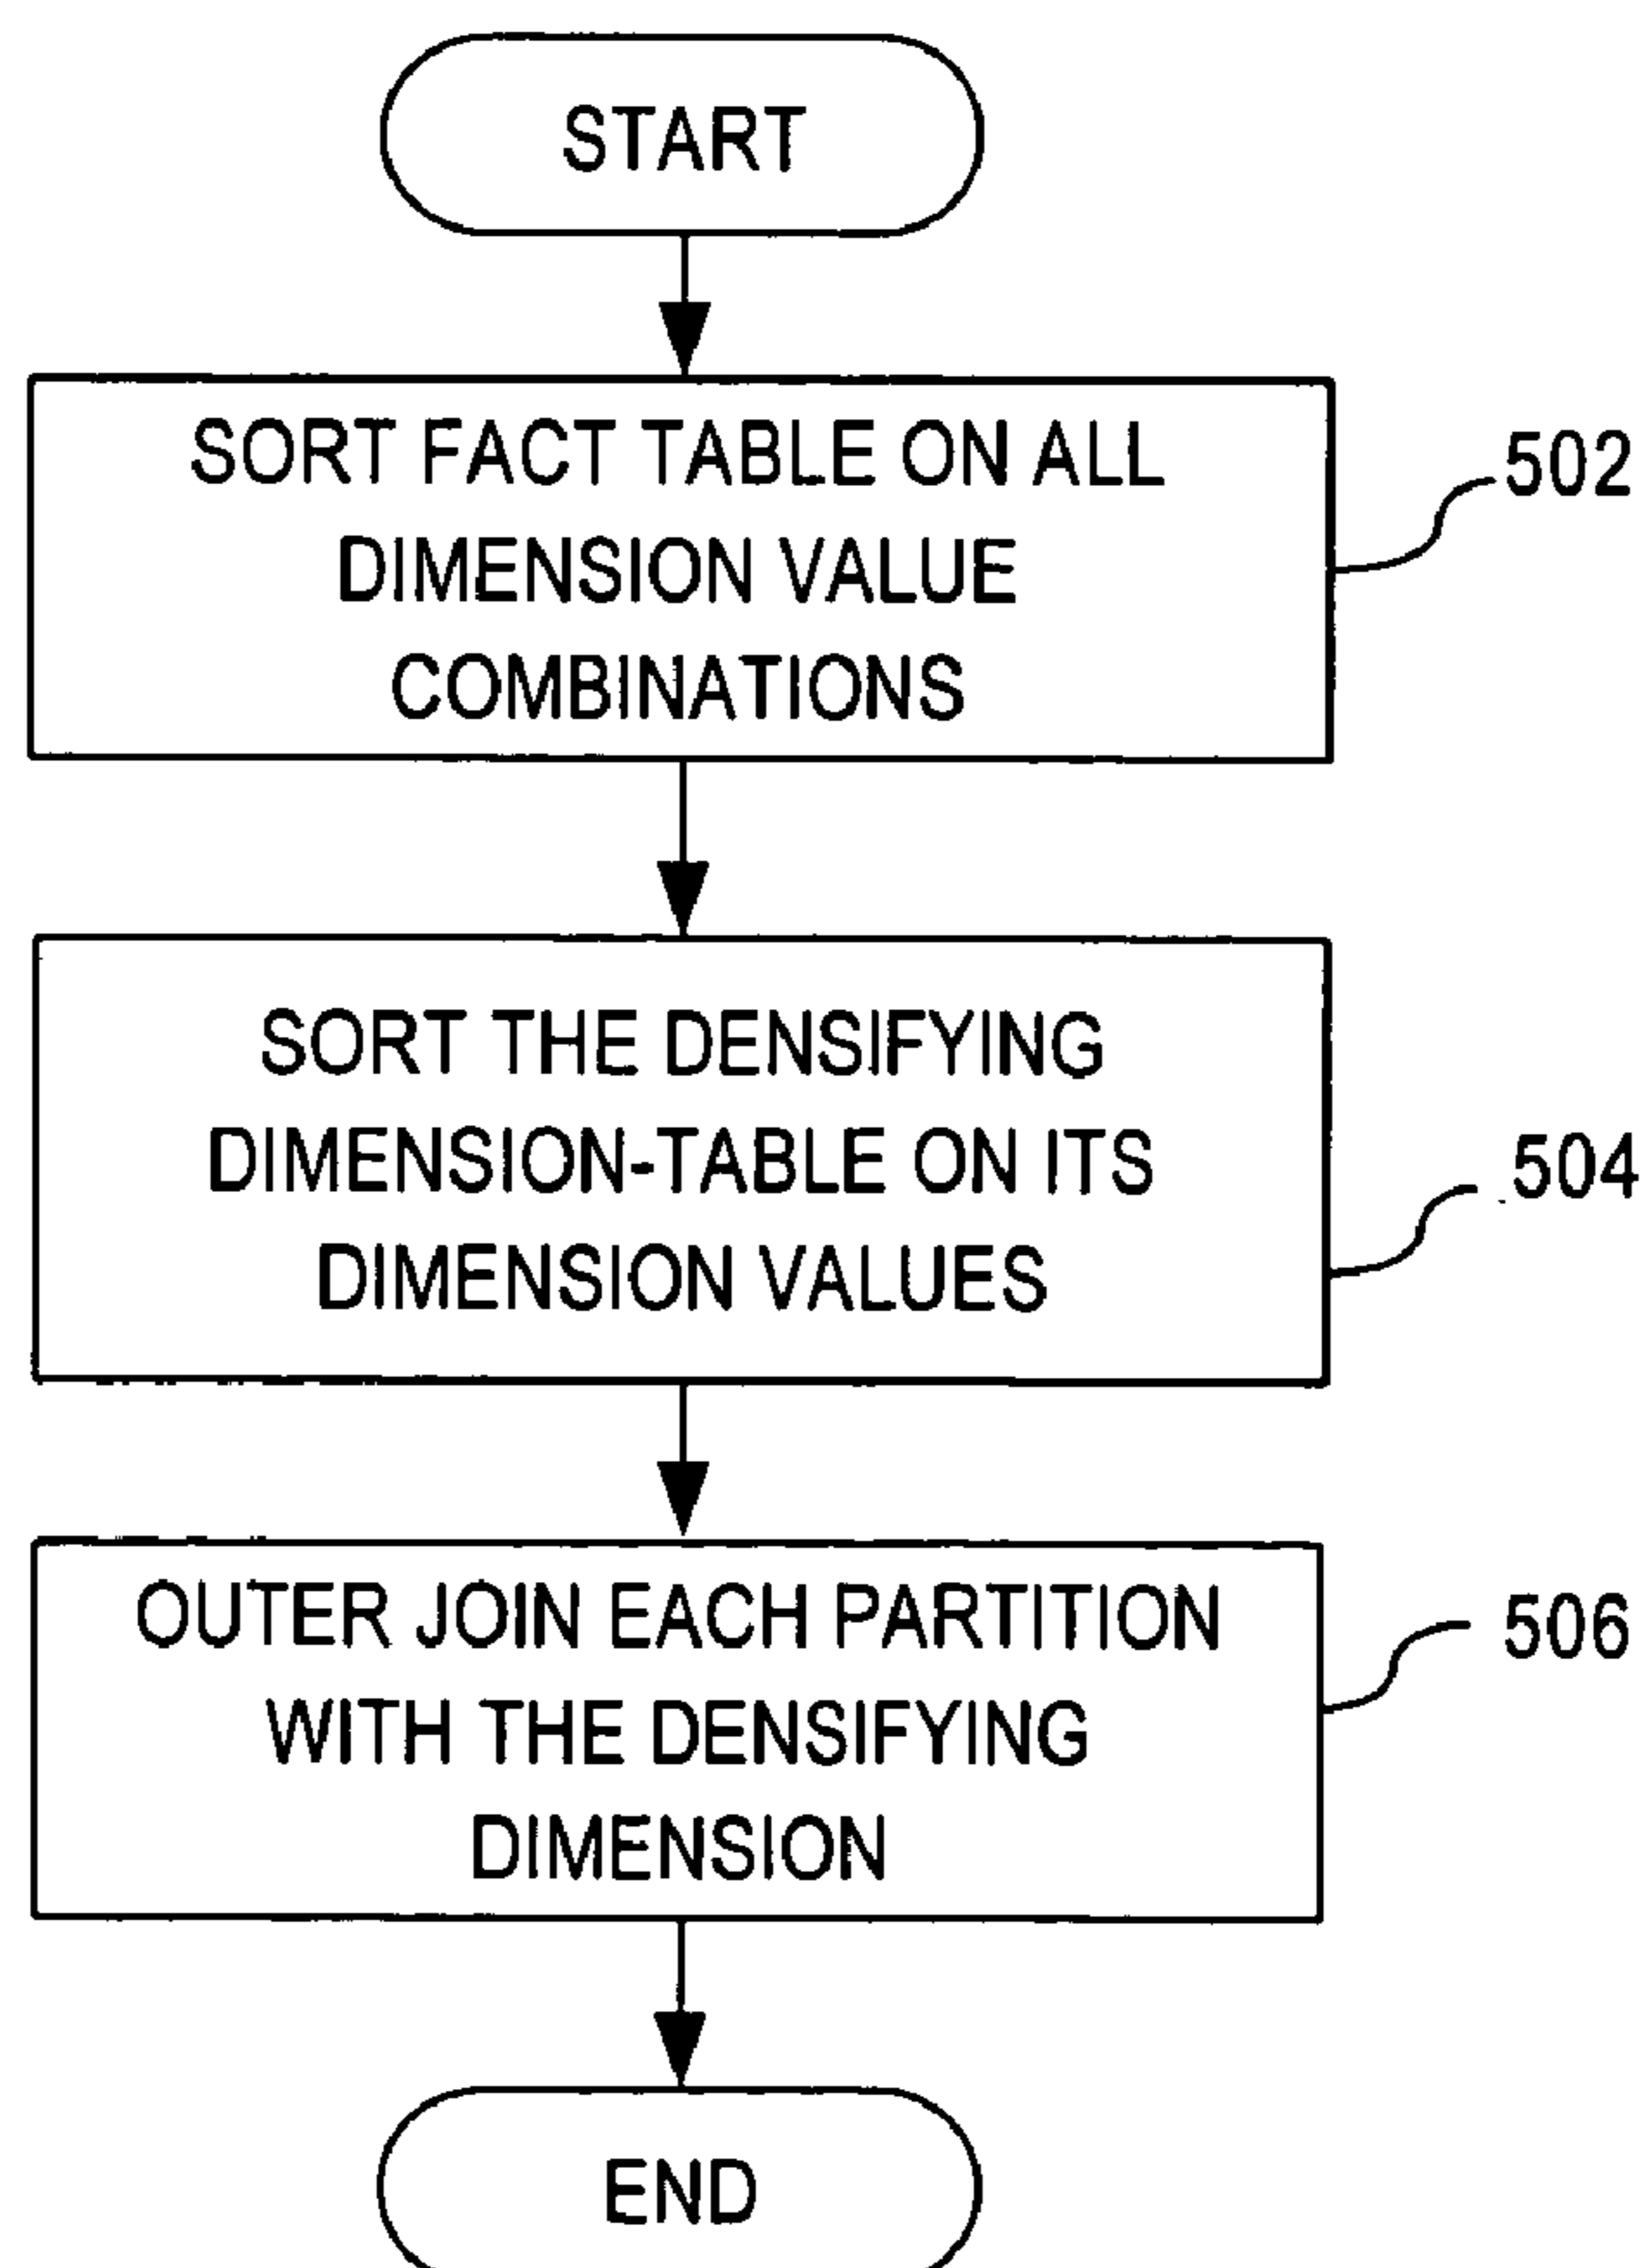 START
SORT FACT TABLE ON ALL
DIMENSION VALUE
COMBINATIONS
502
SORT THE DENSIFYING
DIMENSION-TABLE ON ITS
DIMENSION VALUES
504
OUTER JOIN EACH PARTITION
WITH THE DENSIFYING
DIMENSION
506
END